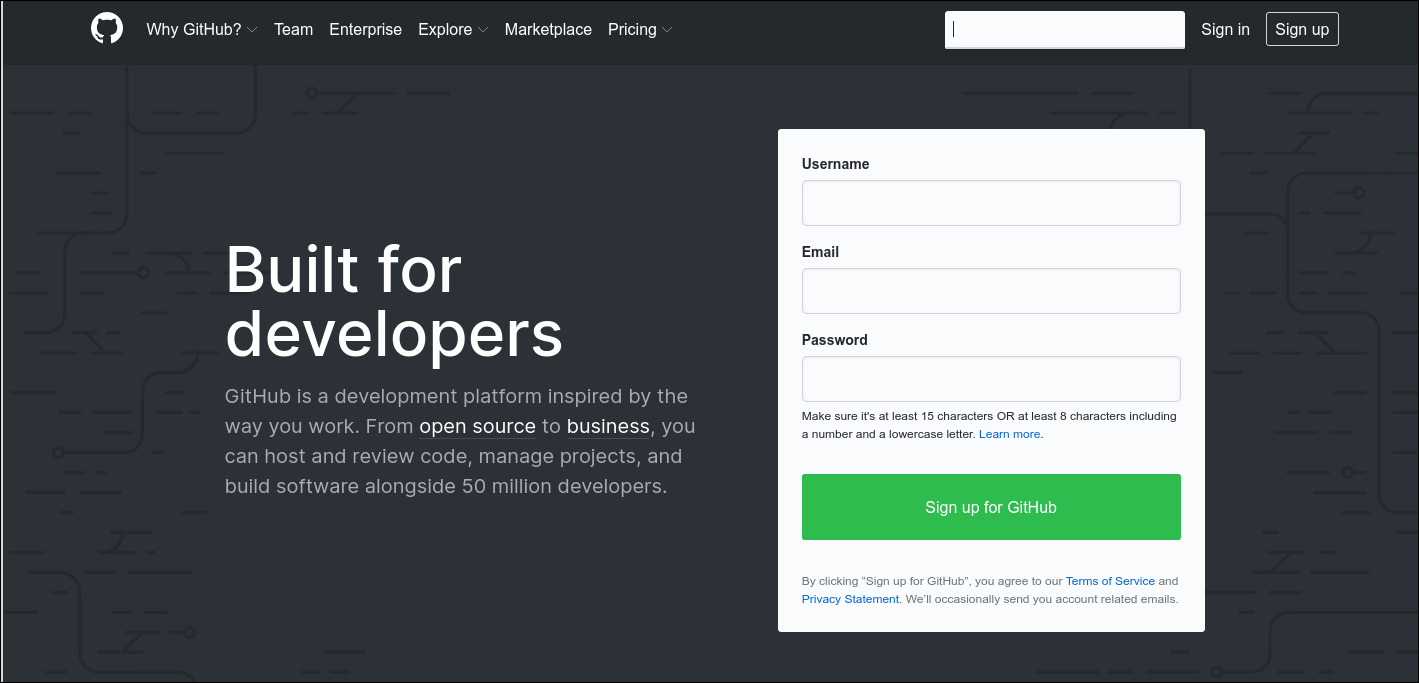 Why GitHub? Team Enterprise Explore Marketplace Pricing Sign in Sign up
Built for
developers
GitHub is a development platform inspired by the
way you work. From open source to business, you
can host and review code, manage projects, and
build software alongside 50 million developers.
Username
Email
Password
Make sure it's at least 15 characters OR at least 8 characters including
a number and a lowercase letter. Learn more.
Sign up for GitHub
By clicking “Sign up for GitHub”, you agree to our Terms of Service and
Privacy Statement. We’ll occasionally send you account related emails.